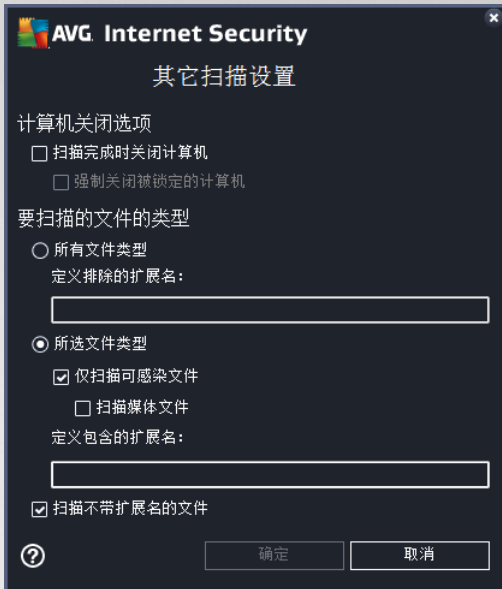 AVG Internet Security
其它扫描设置
计算机关闭选项
扫描完成时关闭计算机
强制关闭被锁定的计算机
要扫描的文件的类型
所有文件类型
定义排除的扩展名：
所选文件类型
仅扫描可感染文件
扫描媒体文件
定义包含的扩展名：
扫描不带扩展名的文件
?
确定 取消